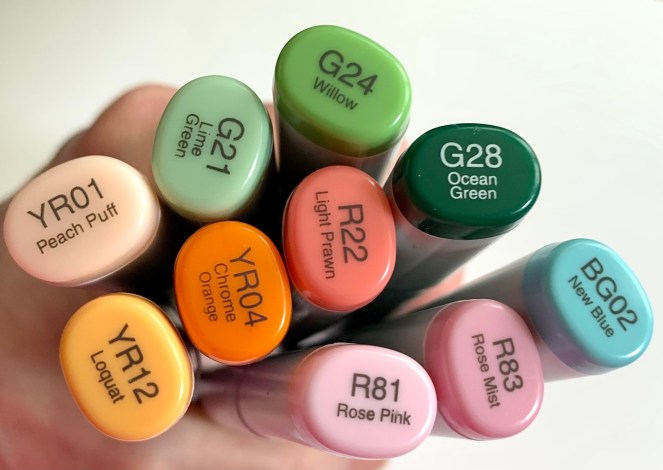 G24
Willow
G21
Lime
Green
G28
Ocean
Green
YR01
Peach Puff
R22
Light Prawn
YR04
Chrome
Orange
BG02
New Blue
YR12
Loquat
R81
Rose Pink
R83
Rose Mist